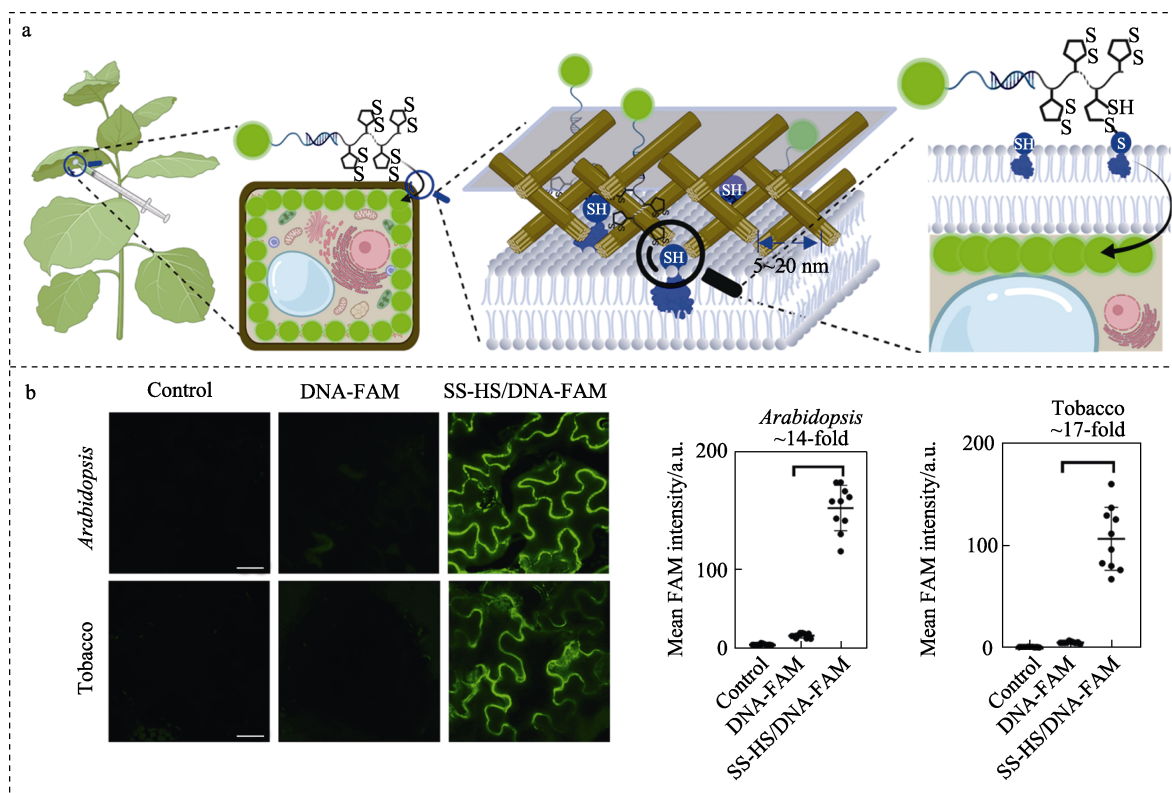 a
S
S
S
S
S
S
S
S
SH
SH
SH
S
S
5~20 nm
S
S
S
S
S
S
SH
S
SH
S
b
Control
DNA-FAM
SS-HS/DNA-FAM
Arabidopsis
Tobacco
Arabidopsis
~14-fold
Mean FAM intensity/a.u.
200
100
0
Control
DNA-FAM
SS-HS/DNA-FAM
Tobacco
~17-fold
Mean FAM intensity/a.u.
200
100
0
Control
DNA-FAM
SS-HS/DNA-FAM